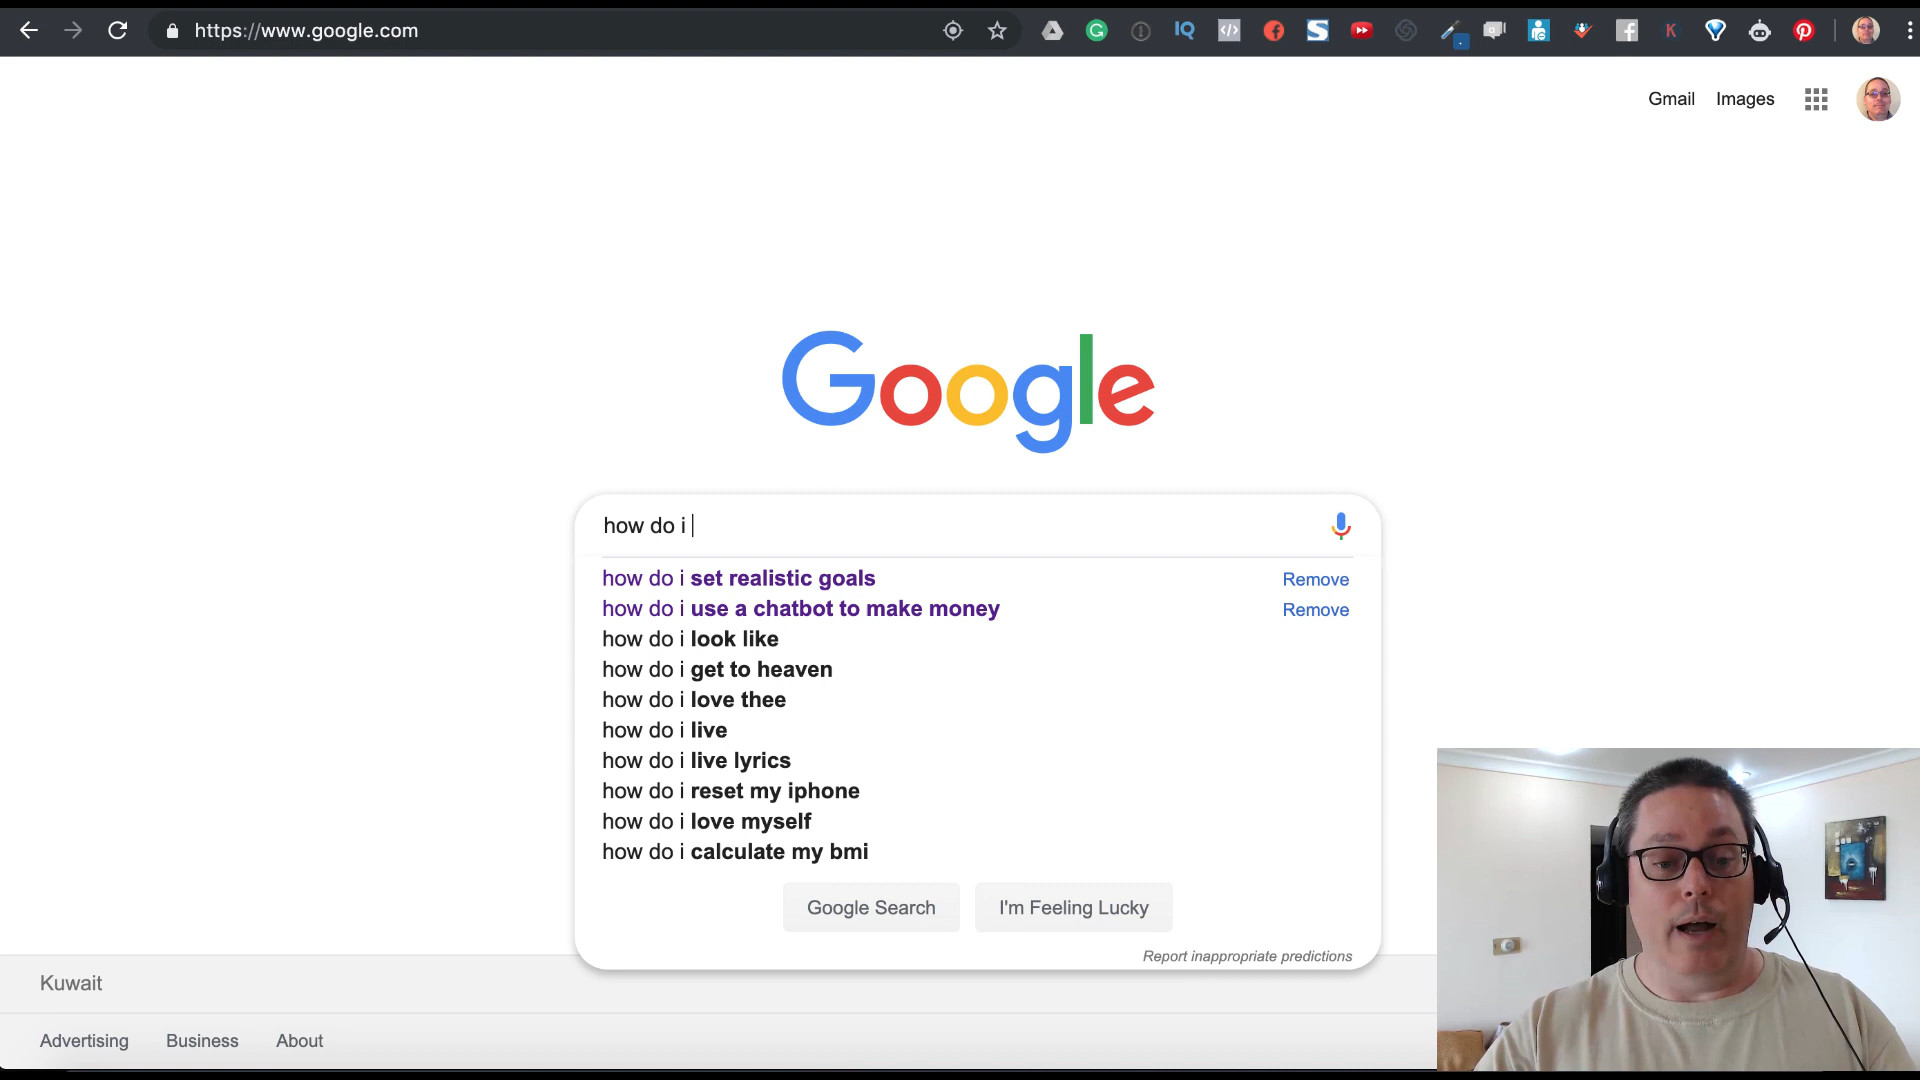 https://www.google.com
IQ
Gmail Images
Google
how do i
how do i set realistic goals Remove
how do i use a chatbot to make money Remove
how do i look like
how do i get to heaven
how do i love thee
how do i live
how do i live lyrics
how do i reset my iphone
how do i love myself
how do i calculate my bmi
Google Search I'm Feeling Lucky
Report inappropriate predictions
Kuwait
Advertising Business About